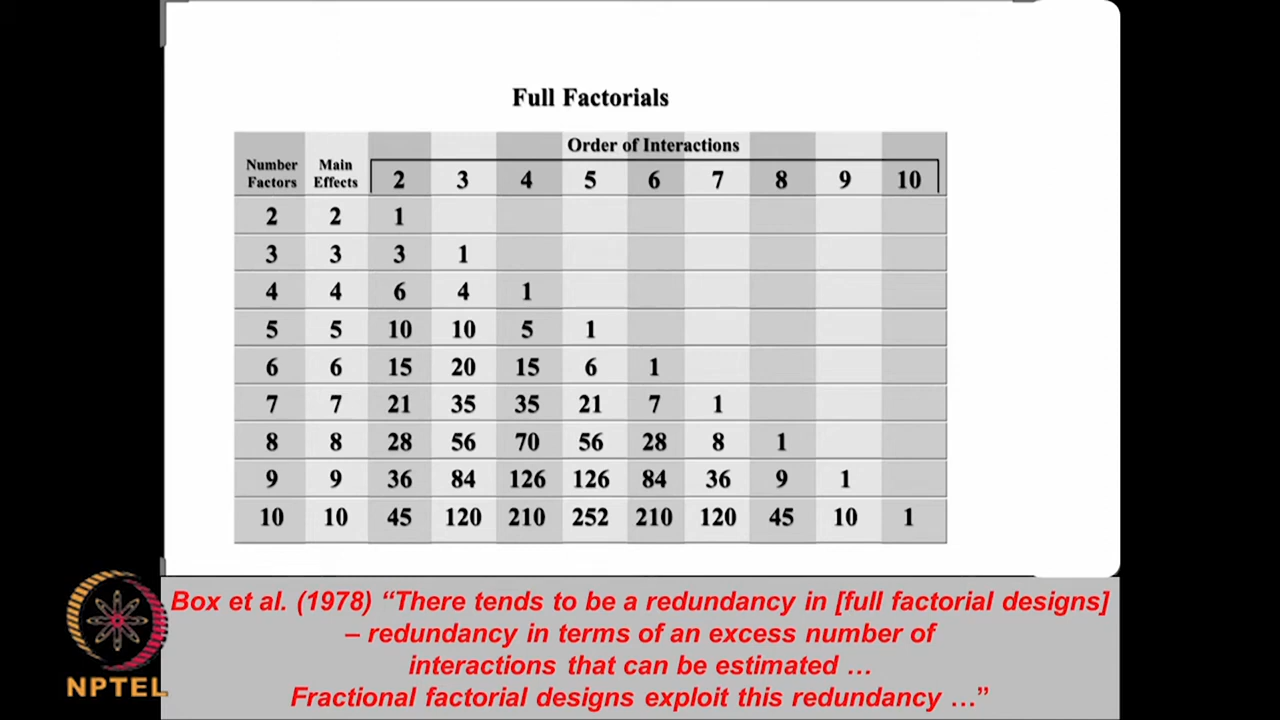 Full Factorials
Order of Interactions
Number Factors Main Effects 2 3 4 5 6 7 8 9 10
2 2 1
3 3 3 1
4 4 6 4 1
5 5 10 10 5 1
6 6 15 20 15 6 1
7 7 21 35 35 21 7 1
8 8 28 56 70 56 28 8 1
9 9 36 84 126 126 84 36 9 1
10 10 45 120 210 252 210 120 45 10 1
Box et al. (1978) “There tends to be a redundancy in [full factorial designs]
– redundancy in terms of an excess number of
interactions that can be estimated …
Fractional factorial designs exploit this redundancy …”
NPTEL